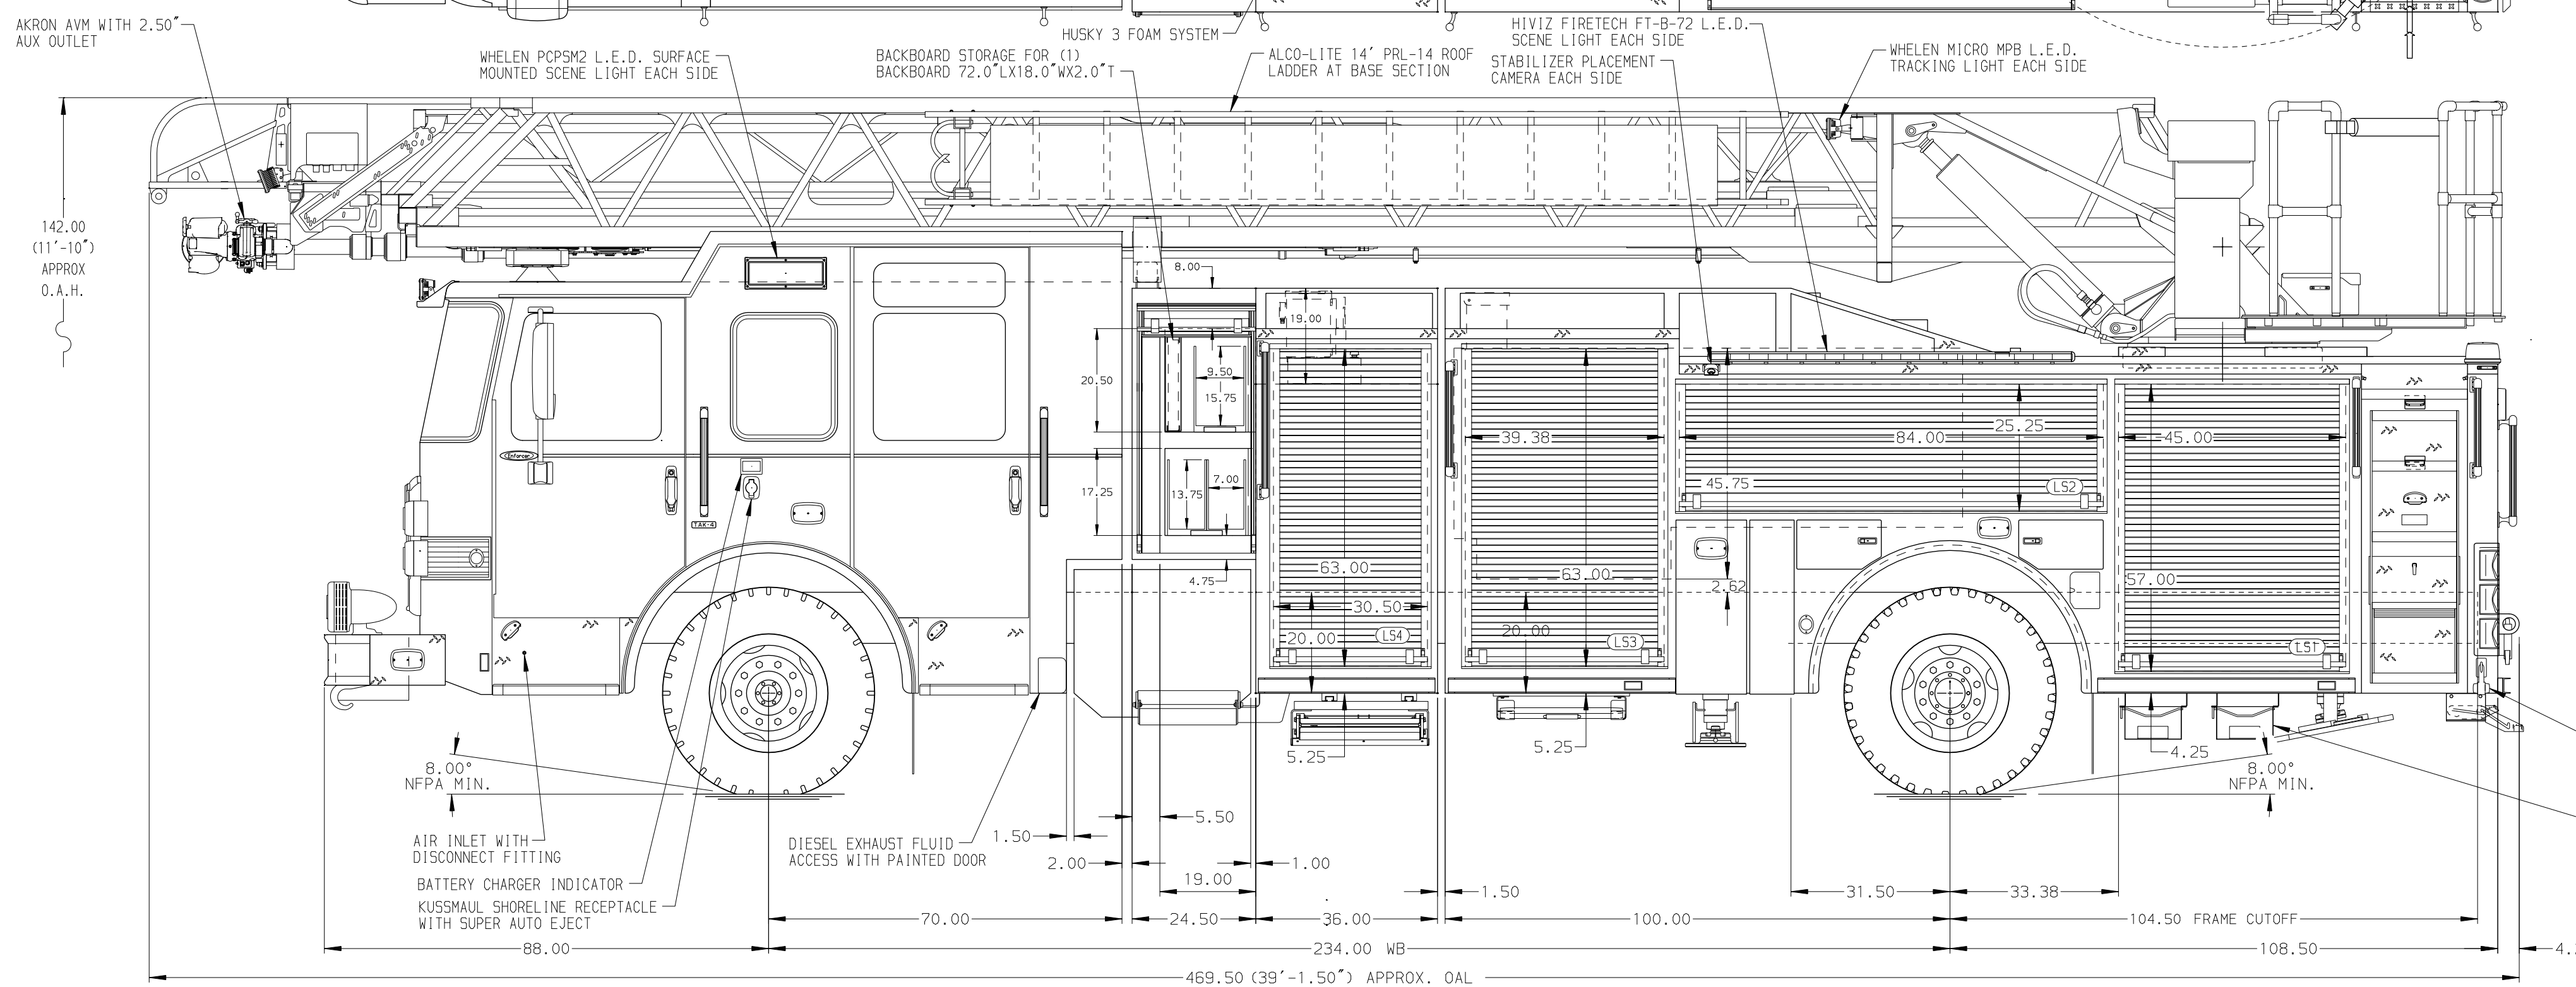 AKRON AVM WITH 2.50"
AUX OUTLET
WHELEN PCPSM2 L.E.D. SURFACE
MOUNTED SCENE LIGHT EACH SIDE
BACKBOARD STORAGE FOR (1)
BACKBOARD 72.0"LX18.0"WX2.0"T
HUSKY 3 FOAM SYSTEM
ALCO-LITE 14' PRL-14 ROOF
LADDER AT BASE SECTION
HIVIZ FIRETECH FT-B-72 L.E.D.
SCENE LIGHT EACH SIDE
STABILIZER PLACEMENT
CAMERA EACH SIDE
WHELEN MICRO MPB L.E.D.
TRACKING LIGHT EACH SIDE
142.00
(11'-10")
APPROX
O.A.H.
8.00
19.00
20.50
9.50
15.75
17.25
13.75
7.00
4.75
39.38
84.00
25.25
45.00
45.75
LS2
63.00
63.00
2.62
57.00
30.50
20.00
LS4
20.00
LS3
LS1
Enforcer
TAK-4
5.25
5.25
4.25
8.00°
NFPA MIN.
8.00°
NFPA MIN.
AIR INLET WITH
DISCONNECT FITTING
BATTERY CHARGER INDICATOR
KUSSMAUL SHORELINE RECEPTACLE
WITH SUPER AUTO EJECT
DIESEL EXHAUST FLUID
ACCESS WITH PAINTED DOOR
1.50
5.50
2.00
1.00
19.00
1.50
31.50
33.38
70.00
24.50
36.00
100.00
104.50 FRAME CUTOFF
88.00
234.00 WB
108.50
469.50 (39'-1.50") APPROX. OAL